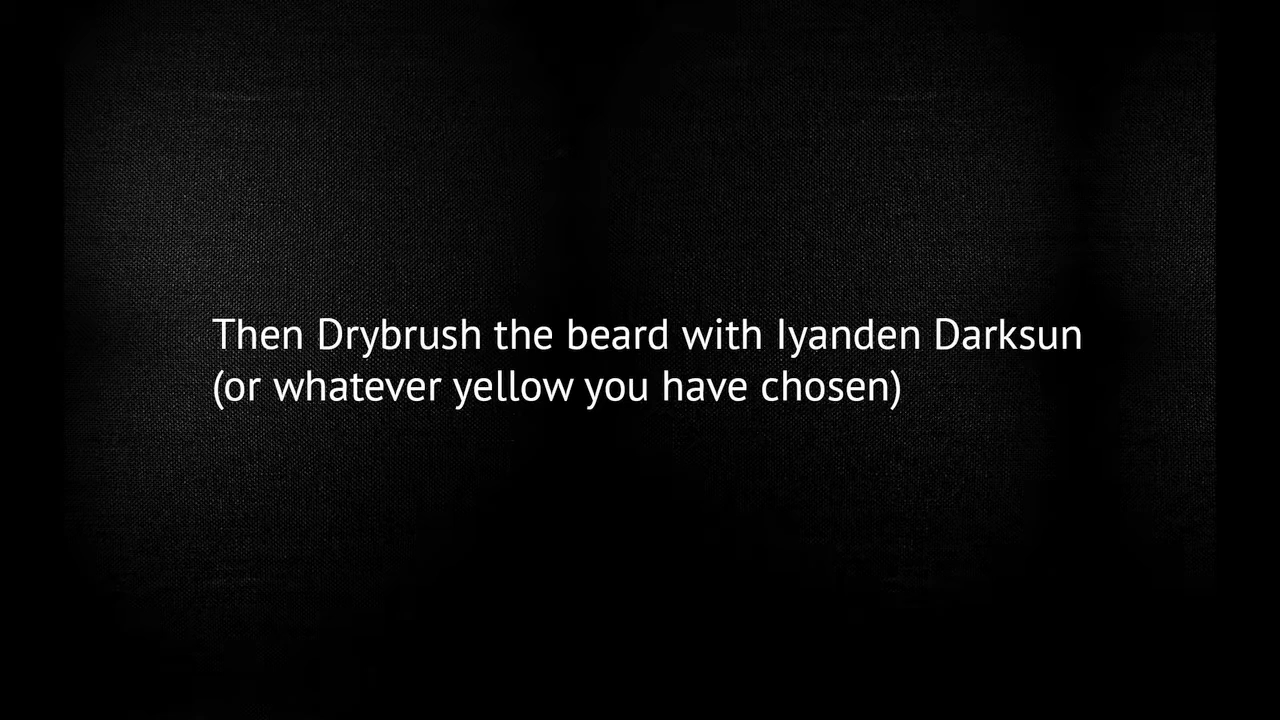 Then Drybrush the beard with Iyanden Darksun
(or whatever yellow you have chosen)